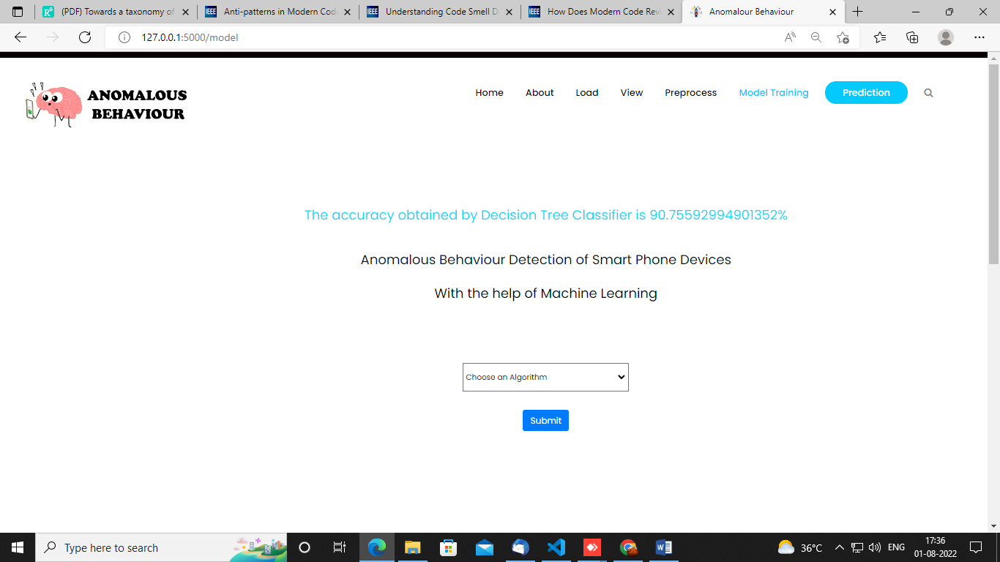 (PDF) Towards a taxonomy of
Anti-patterns in Modern Cod
Understanding Code Smell D
How Does Modern Code Revi
Anomalour Behaviour
127.0.0.1:5000/model
ANOMALOUS
BEHAVIOUR
Home
About
Load
View
Preprocess
Model Training
Prediction
The accuracy obtained by Decision Tree Classifier is 90.75592994901352%
Anomalous Behaviour Detection of Smart Phone Devices
With the help of Machine Learning
Choose an Algorithm
Submit
Type here to search
36°C
ENG
17:36
01-08-2022